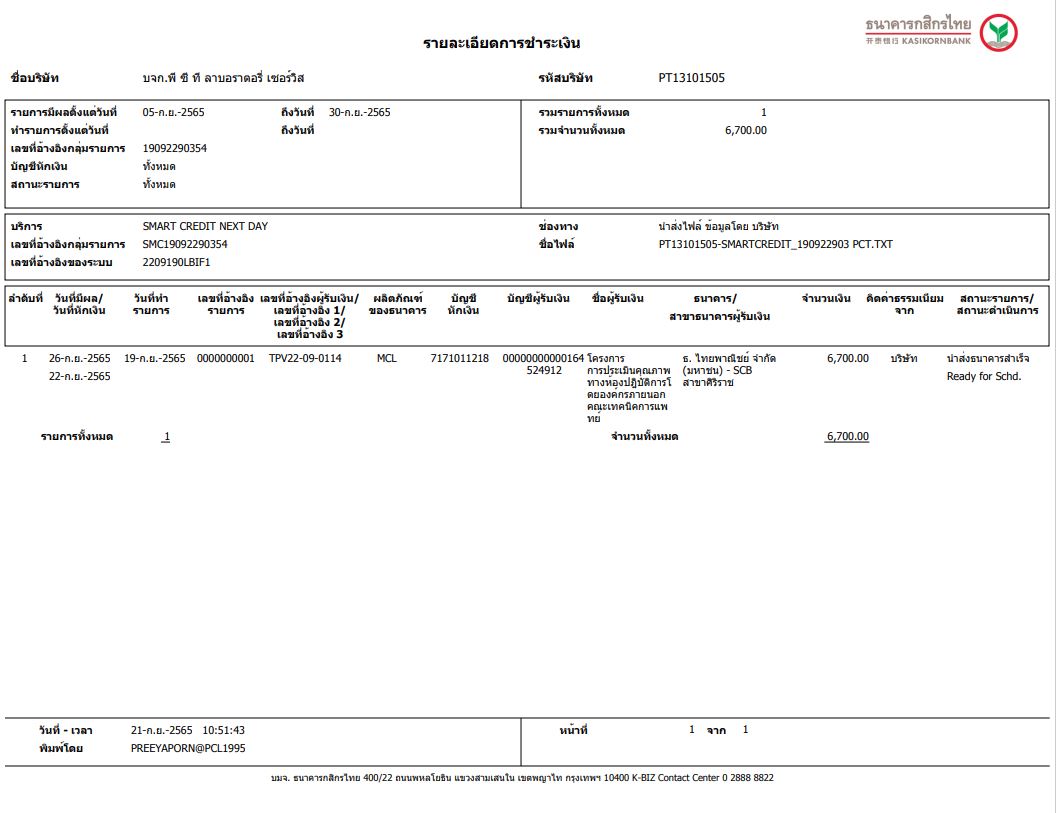 ธนาคารกสิกรไทย
开泰银行 KASIKORNBANK
รายละเอียดการชำระเงิน
ชื่อบริษัท บจก.พี ซี ที ลาบอราตอรี่ เซอร์วิส รหัสบริษัท PT13101505
รายการมีผลตั้งแต่วันที่ 05-ก.ย.-2565 ถึงวันที่ 30-ก.ย.-2565 รวมรายการทั้งหมด 1
ทำรายการตั้งแต่วันที่ ถึงวันที่ รวมจำนวนทั้งหมด 6,700.00
เลขที่อ้างอิงกลุ่มรายการ 19092290354
บัญชีหักเงิน ทั้งหมด
สถานะรายการ ทั้งหมด
บริการ SMART CREDIT NEXT DAY ช่องทาง นำส่งไฟล์ ข้อมูลโดย บริษัท
เลขที่อ้างอิงกลุ่มรายการ SMC19092290354 ชื่อไฟล์ PT13101505-SMARTCREDIT_190922903 PCT.TXT
เลขที่อ้างอิงของระบบ 2209190LBIF1
ลำดับที่ วันที่มีผล/ วันที่ทำ เลขที่อ้างอิง เลขที่อ้างอิงผู้รับเงิน/ ผลิตภัณฑ์ บัญชี บัญชีผู้รับเงิน ชื่อผู้รับเงิน ธนาคาร/ จำนวนเงิน คิดค่าธรรมเนียม สถานะรายการ/
วันที่หักเงิน รายการ รายการ เลขที่อ้างอิง 1/ ของธนาคาร หักเงิน สาขาธนาคารผู้รับเงิน จาก สถานะดำเนินการ
เลขที่อ้างอิง 2/
เลขที่อ้างอิง 3
1 26-ก.ย.-2565 19-ก.ย.-2565 0000000001 TPV22-09-0114 MCL 7171011218 00000000000164 โครงการ ธ. ไทยพาณิชย์ จำกัด 6,700.00 บริษัท นำส่งธนาคารสำเร็จ
524912 การประเมินคุณภาพ (มหาชน) - SCB
22-ก.ย.-2565 ทางห้องปฏิบัติการโ สาขาศิริราช Ready for Schd.
ดยองค์กรภายนอก
คณะเทคนิคการแพ
ทย์
รายการทั้งหมด 1 จำนวนทั้งหมด 6,700.00
วันที่ - เวลา 21-ก.ย.-2565 10:51:43 หน้าที่ 1 จาก 1
พิมพ์โดย PREEYAPORN@PCL1995
บมจ. ธนาคารกสิกรไทย 400/22 ถนนพหลโยธิน แขวงสามเสนใน เขตพญาไท กรุงเทพฯ 10400 K-BIZ Contact Center 0 2888 8822